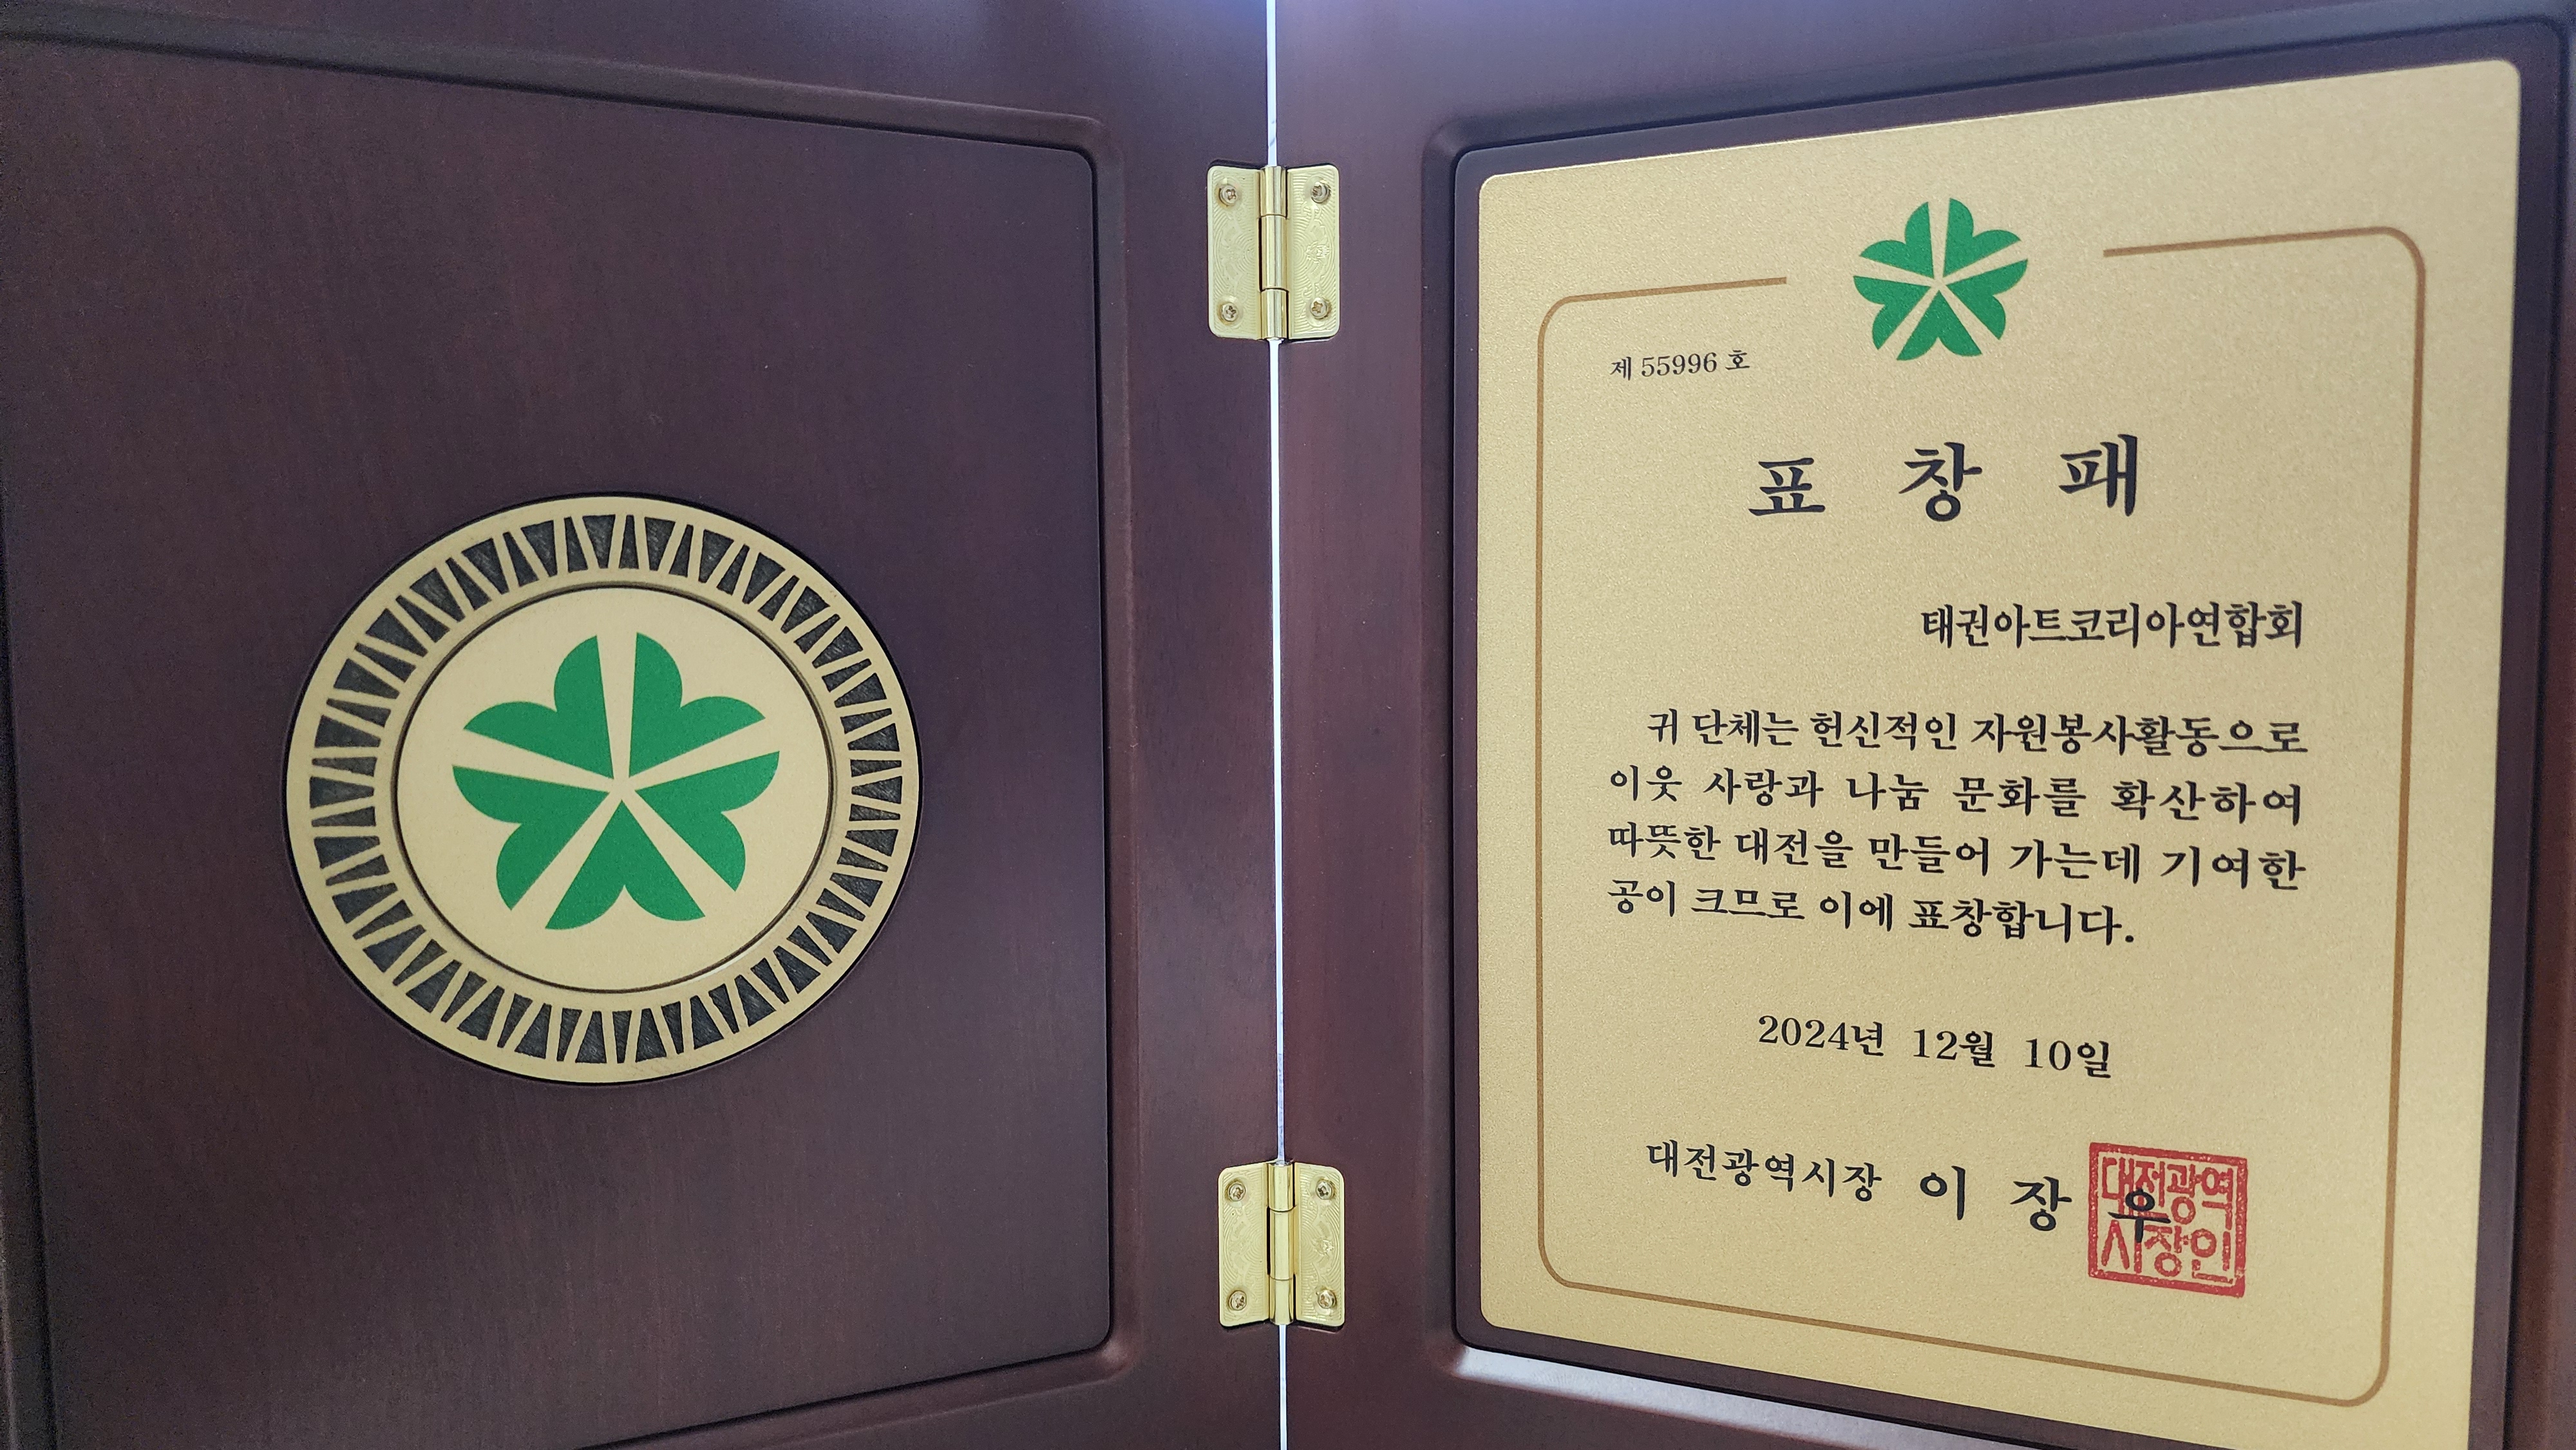 제 55996 호
표 창 패
태권아트코리아연합회
귀 단체는 헌신적인 자원봉사활동으로
이웃 사랑과 나눔 문화를 확산하여
따뜻한 대전을 만들어 가는데 기여한
공이 크므로 이에 표창합니다.
2024년 12월 10일
대전광역시장 이 장 우
대전광역
시장인